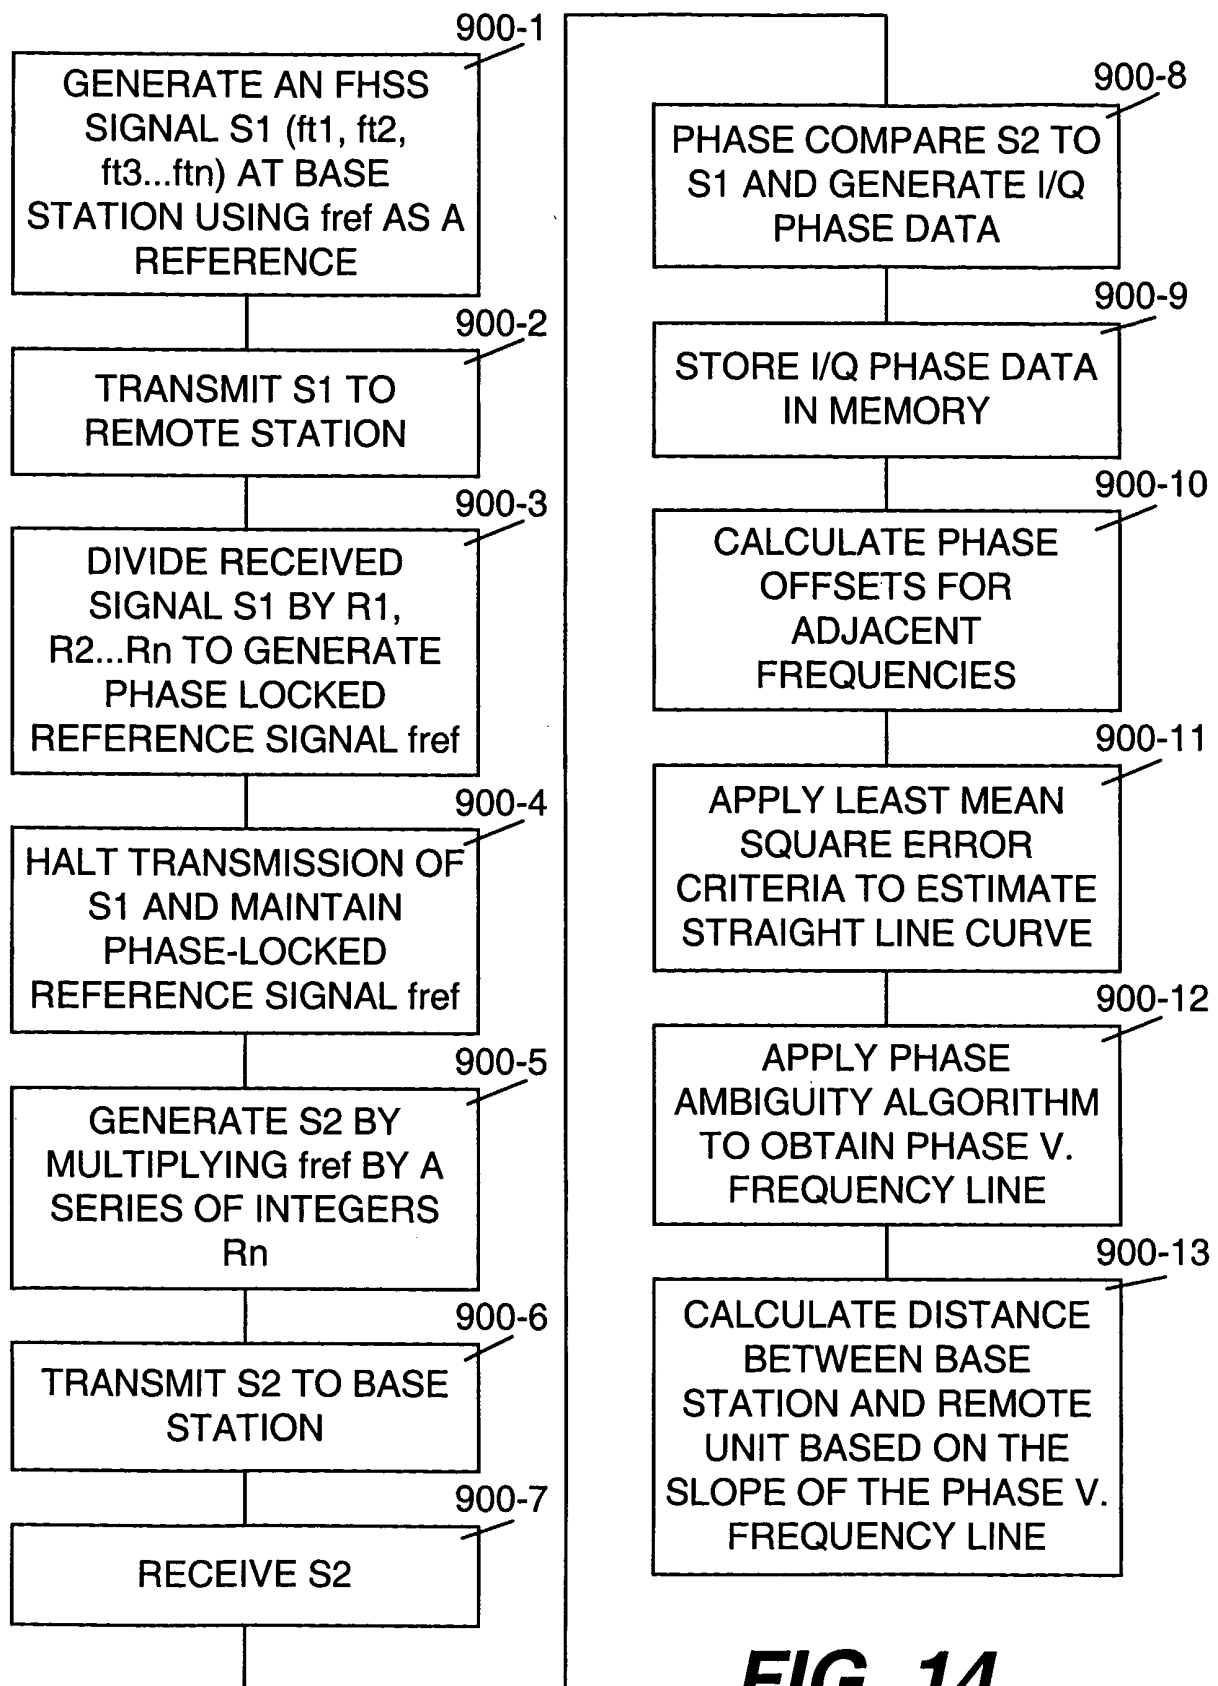 900-1
GENERATE AN FHSS
SIGNAL S1 (ft1, ft2,
ft3...ftn) AT BASE
STATION USING fref AS A
REFERENCE
900-2
TRANSMIT S1 TO
REMOTE STATION
900-3
DIVIDE RECEIVED
SIGNAL S1 BY R1,
R2...Rn TO GENERATE
PHASE LOCKED
REFERENCE SIGNAL fref
900-4
HALT TRANSMISSION OF
S1 AND MAINTAIN
PHASE-LOCKED
REFERENCE SIGNAL fref
900-5
GENERATE S2 BY
MULTIPLYING fref BY A
SERIES OF INTEGERS
Rn
900-6
TRANSMIT S2 TO BASE
STATION
900-7
RECEIVE S2
900-8
PHASE COMPARE S2 TO
S1 AND GENERATE I/Q
PHASE DATA
900-9
STORE I/Q PHASE DATA
IN MEMORY
900-10
CALCULATE PHASE
OFFSETS FOR
ADJACENT
FREQUENCIES
900-11
APPLY LEAST MEAN
SQUARE ERROR
CRITERIA TO ESTIMATE
STRAIGHT LINE CURVE
900-12
APPLY PHASE
AMBIGUITY ALGORITHM
TO OBTAIN PHASE V.
FREQUENCY LINE
900-13
CALCULATE DISTANCE
BETWEEN BASE
STATION AND REMOTE
UNIT BASED ON THE
SLOPE OF THE PHASE V.
FREQUENCY LINE
FIG. 14